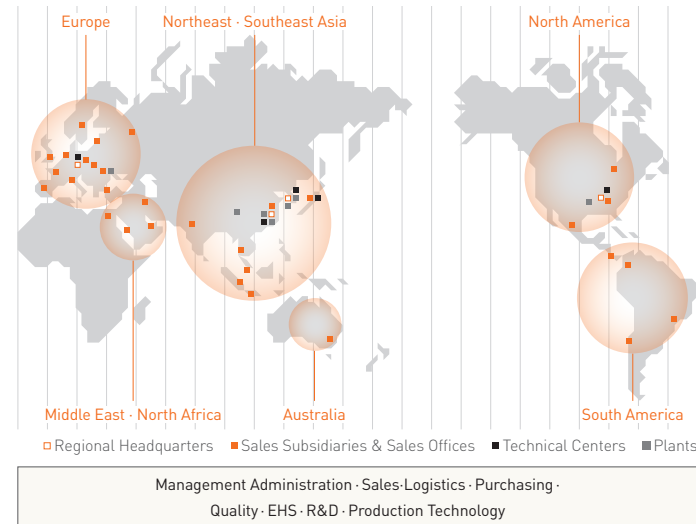 Europe
Northeast · Southeast Asia
North America
Middle East · North Africa
Australia
South America
Regional Headquarters
Sales Subsidiaries & Sales Offices
Technical Centers
Plants
Management Administration · Sales·Logistics · Purchasing ·
Quality · EHS · R&D · Production Technology